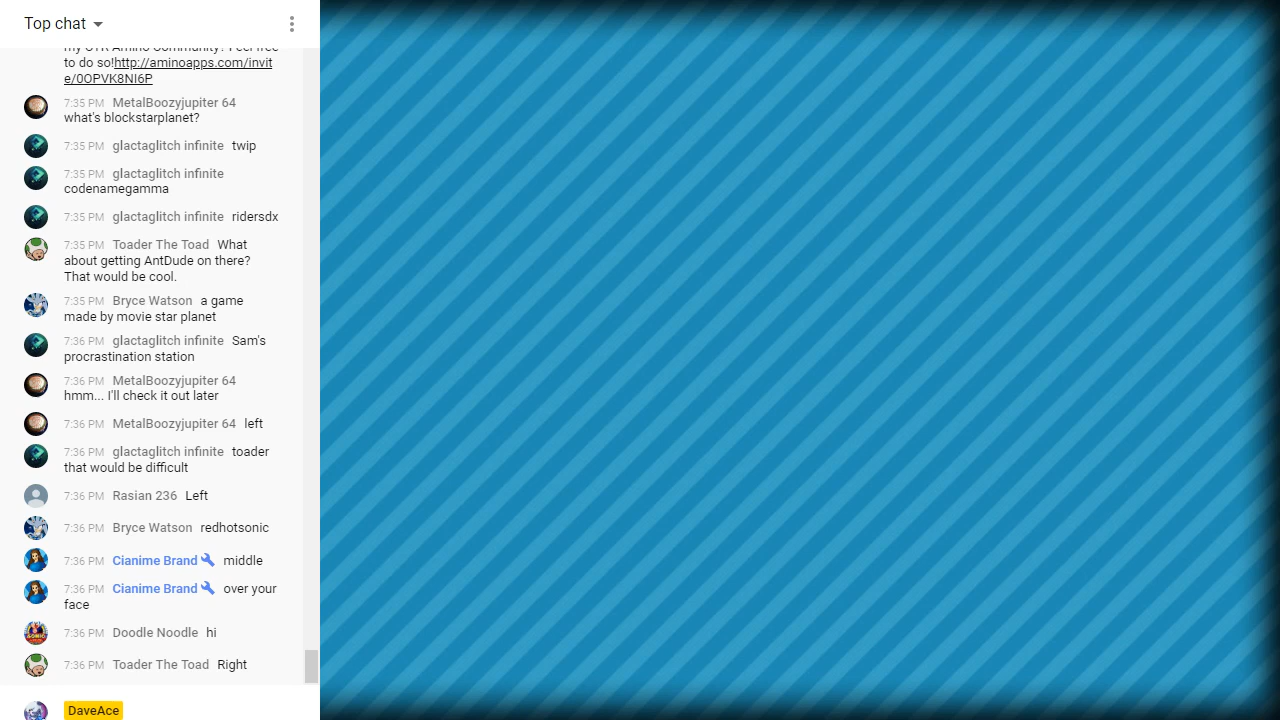 Top chat
my CTR Amino Community? Feel free
to do so!http://aminoapps.com/invit
e/0OPVK8NI6P
7:35 PM MetalBoozyjupiter 64
what's blockstarplanet?
7:35 PM glactaglitch infinite twip
7:35 PM glactaglitch infinite
codenamegamma
7:35 PM glactaglitch infinite ridersdx
7:35 PM Toader The Toad What
about getting AntDude on there?
That would be cool.
7:35 PM Bryce Watson a game
made by movie star planet
7:36 PM glactaglitch infinite Sam's
procrastination station
7:36 PM MetalBoozyjupiter 64
hmm... I'll check it out later
7:36 PM MetalBoozyjupiter 64 left
7:36 PM glactaglitch infinite toader
that would be difficult
7:36 PM Rasian 236 Left
7:36 PM Bryce Watson redhotsonic
7:36 PM Cianime Brand middle
7:36 PM Cianime Brand over your
face
7:36 PM Doodle Noodle hi
7:36 PM Toader The Toad Right
DaveAce